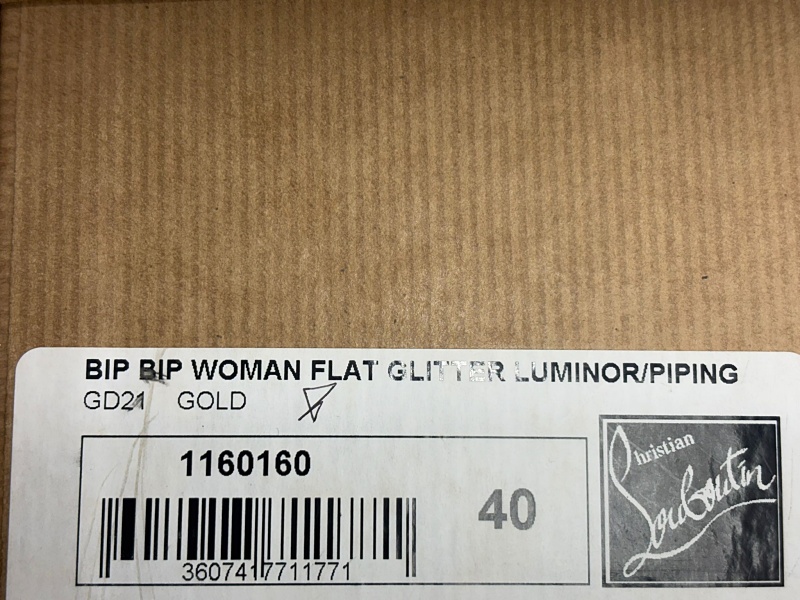 BIP BIP WOMAN FLAT GLITTER LUMINOR/PIPING
GD21 GOLD
1160160
40
3607417711771
Christian
Louboutin